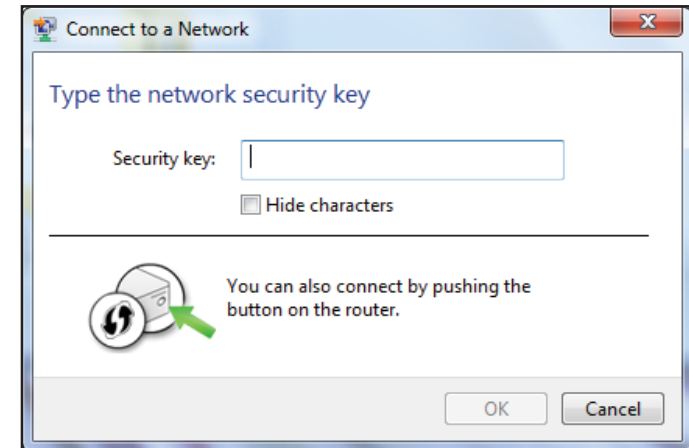 Connect to a Network
Type the network security key
Security key:
Hide characters
You can also connect by pushing the
button on the router.
OK
Cancel